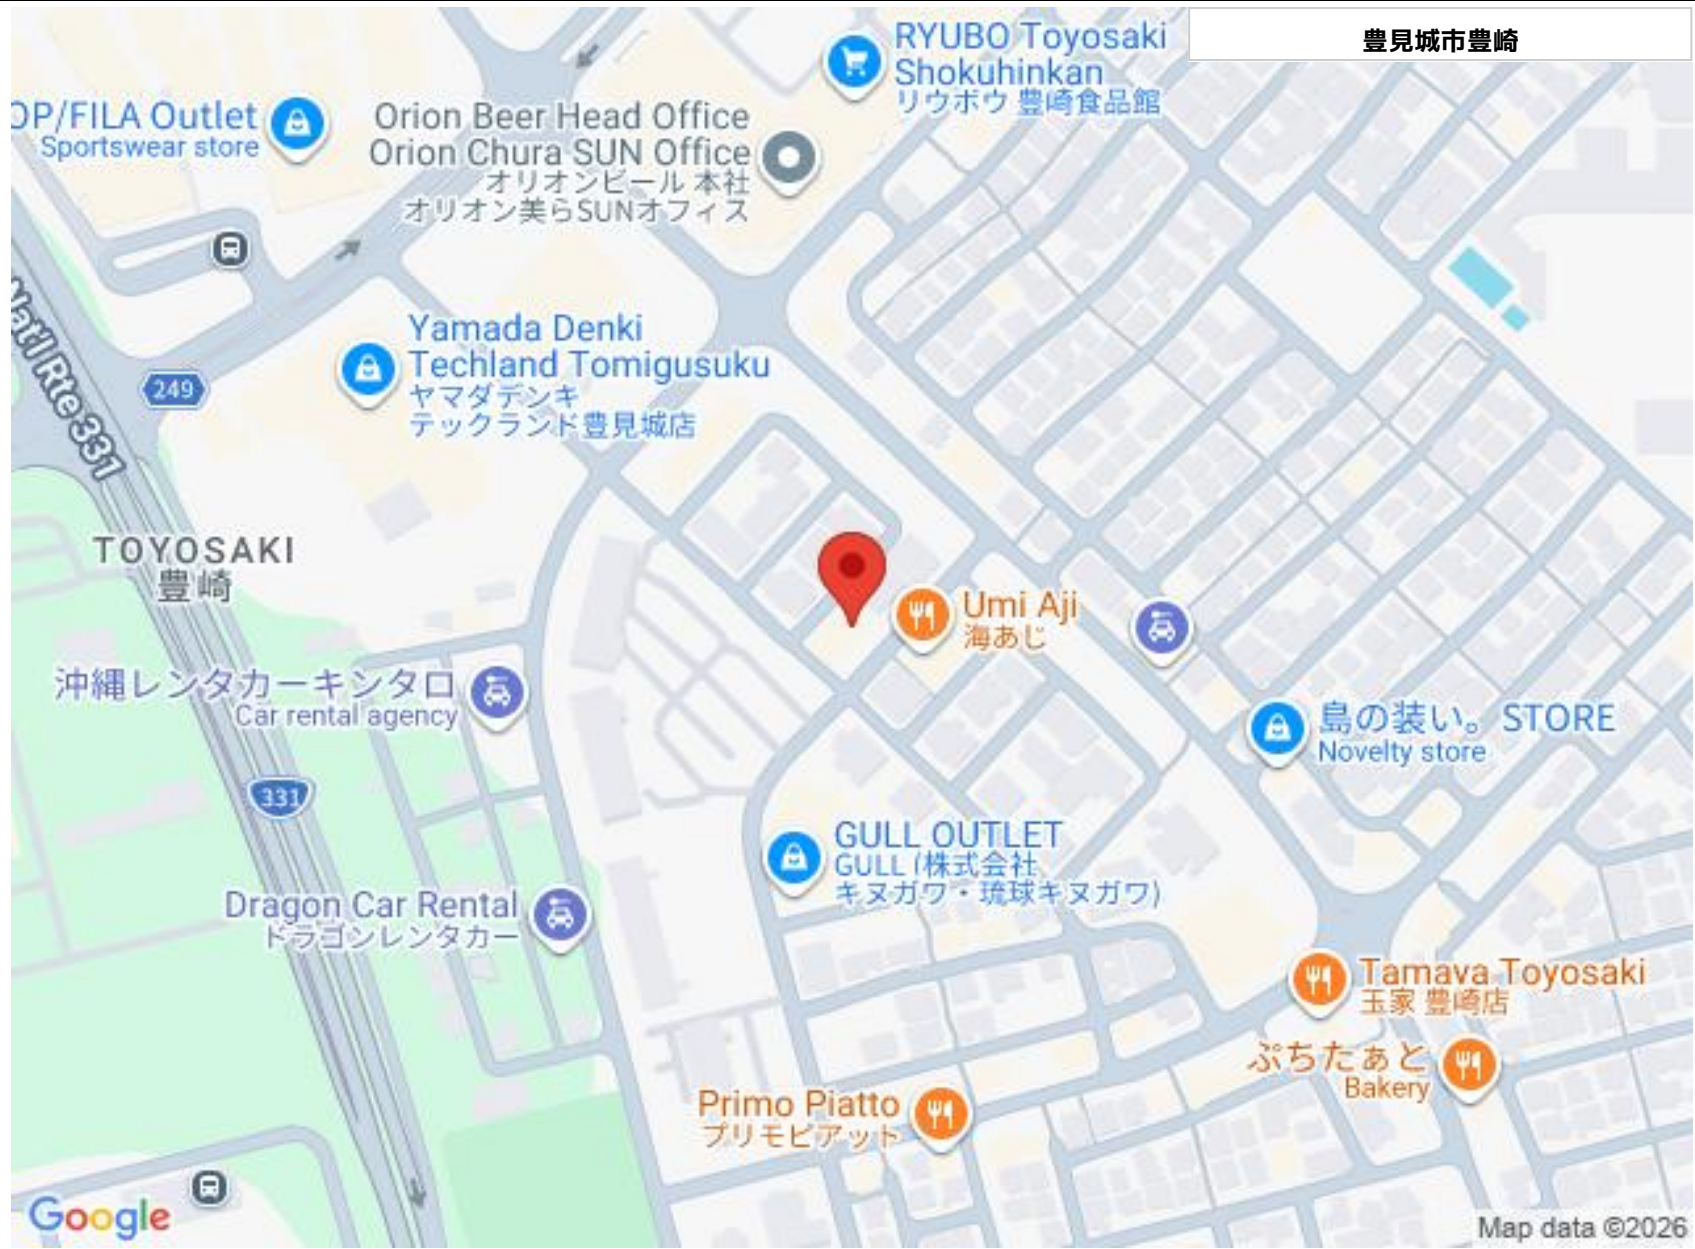 豊見城市豊崎
RYUBO Toyosaki
Shokuhinkan
リウボウ 豊崎食品館
OP/FILA Outlet
Sportswear store
Orion Beer Head Office
Orion Chura SUN Office
オリオンビール 本社
オリオン美らSUNオフィス
Yamada Denki
Techland Tomigusuku
ヤマダデンキ
テックランド豊見城店
Nat'l Rte 331
249
TOYOSAKI
豊崎
Umi Aji
海あじ
沖縄レンタカーキンタロ
Car rental agency
島の装い。STORE
Novelty store
331
GULL OUTLET
GULL (株式会社
キヌガワ・琉球キヌガワ)
Dragon Car Rental
ドラゴンレンタカー
Tamaya Toyosaki
玉家 豊崎店
ぷちたぁと
Bakery
Primo Piatto
プリモピアット
Google
Map data ©2026